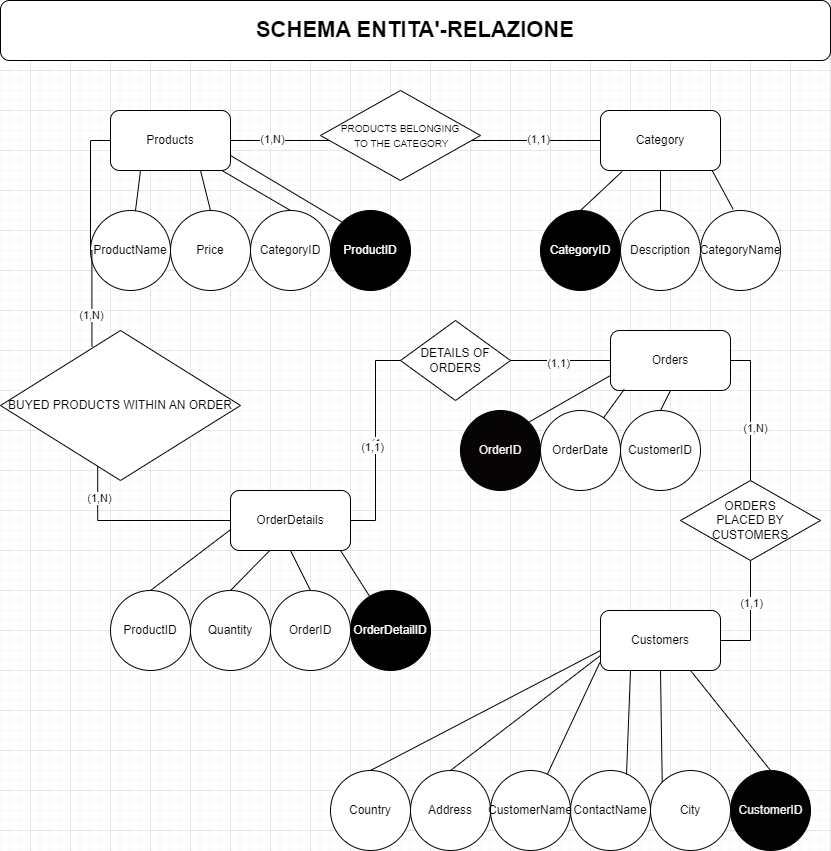 SCHEMA ENTITA'-RELAZIONE
Products
(1,N)
PRODUCTS BELONGING
TO THE CATEGORY
(1,1)
Category
ProductName
Price
CategoryID
ProductID
CategoryID
Description
CategoryName
(1,N)
BUYED PRODUCTS WITHIN AN ORDER
DETAILS OF
ORDERS
(1,1)
Orders
(1,1)
OrderID
OrderDate
CustomerID
(1,N)
(1,N)
OrderDetails
ORDERS
PLACED BY
CUSTOMERS
(1,1)
ProductID
Quantity
OrderID
OrderDetailID
Customers
Country
Address
CustomerName
ContactName
City
CustomerID